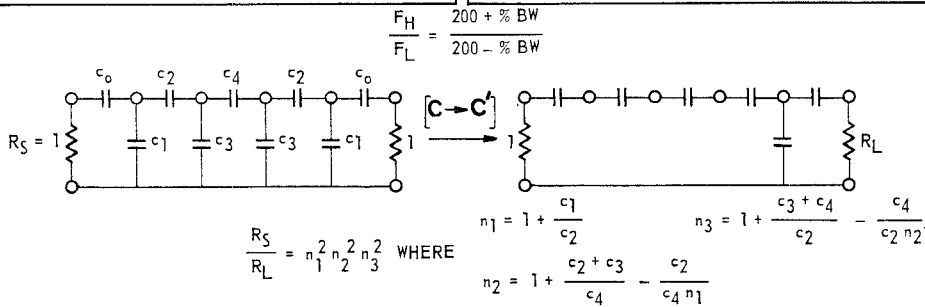 F_H / F_L = 200 + % BW / 200 - % BW
c_o c_2 c_4 c_2 c_o
[C → C']
R_S = 1 c_1 c_3 c_3 c_1 1
1 R_L
n_1 = 1 + c_1 / c_2
n_3 = 1 + c_3 + c_4 / c_2 - c_4 / c_2 n_2
R_S / R_L = n_1^2 n_2^2 n_3^2 WHERE
n_2 = 1 + c_2 + c_3 / c_4 - c_2 / c_4 n_1